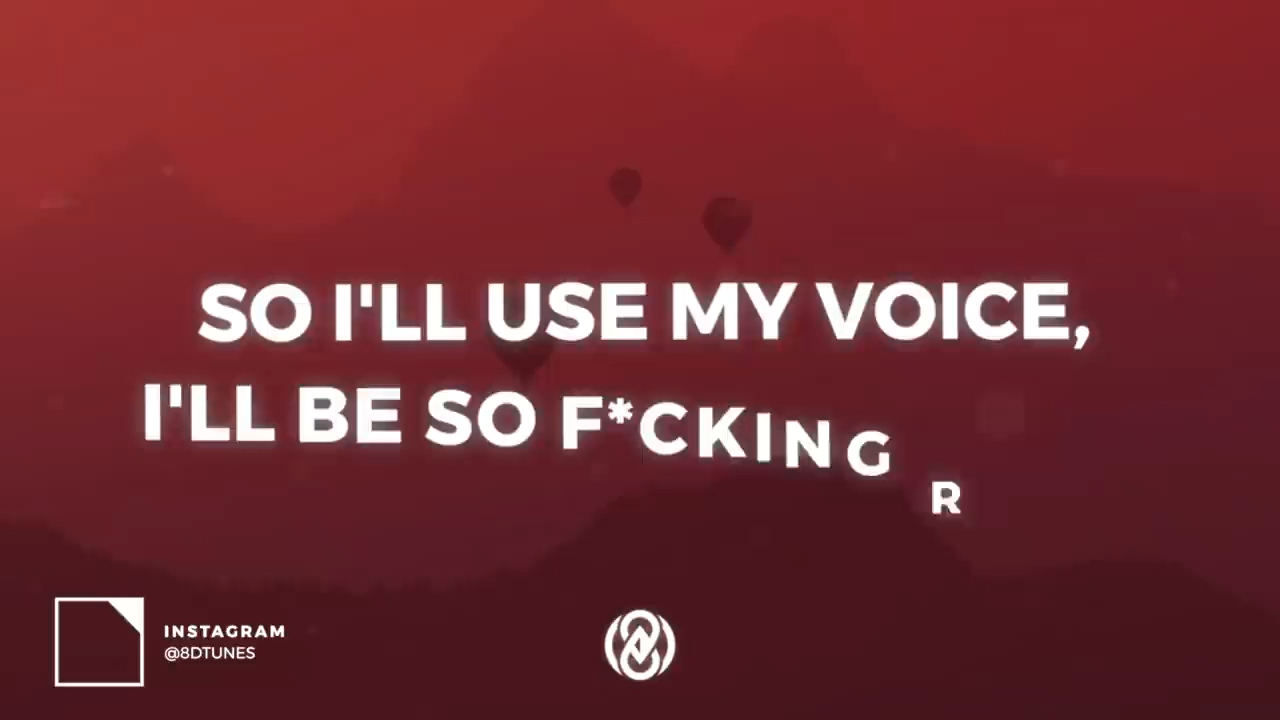 SO I'LL USE MY VOICE,
I'LL BE SO F*CKING R
INSTAGRAM
@8DTUNES